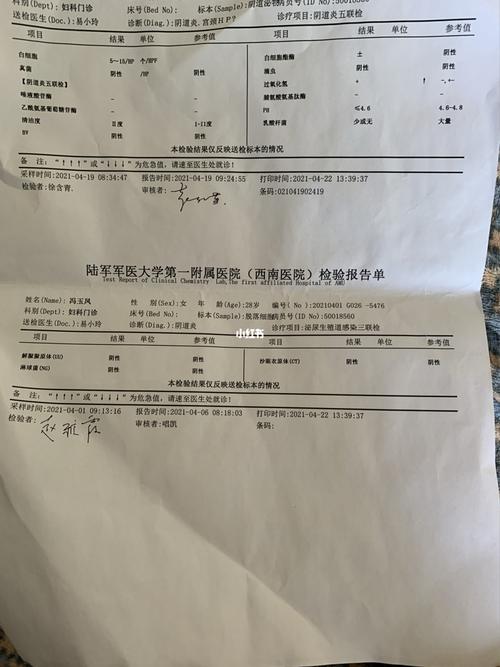 科别(Dept):妇科门诊 床号(Bed No): 标本(Sample):阴道
送检医生(Doc.):易小玲 诊断(Diag.):阴道炎,宫颈HP? 诊疗项目:阴道炎五联检
项目 结果 单位 参考值 项目 结果 参考值
白细胞 5~15/HP 个/HPF 白细胞酯酶 ± 阴性
真菌 阴性 /HP 阴性 滴虫 阴性 阴性
【阴道炎五联检】 过氧化氢 + ↑ -,←
唾液酸苷酶 - - 脯氨酸氨基肽酶 - -
乙酰氨基葡萄糖苷酶 - - PH ≤4.6 4.6-4.8
清洁度 II度 1-II度 乳酸杆菌 少或无 大量
BV 阴性 阴性
本检验结果仅反映送检标本的情况
备 注:"↑↑↑"或"↓↓↓"为危急值,请速至医生处就诊!
采样时间:2021-04-19 08:34:47 报告时间:2021-04-19 09:24:55 打印时间:2021-04-22 13:39:37
检验者:徐含青. 审核者: 条码:021041902419
陆军军医大学第一附属医院(西南医院)检验报告单
Test Report of Clinical Chemistry Lab,The first affiliated Hospital of AMU
姓 名(Name):冯玉凤 性 别(Sex):女 年 龄(Age):28岁 编号(No):20210401 G026 -5476
科别(Dept):妇科门诊 床号(Bed No): 标本(Sample):脱落细胞 病员号(ID No):50018560
送检医生(Doc.):易小玲 诊断(Diag.):阴道炎 诊疗项目:泌尿生殖道感染三联检
项目 结果 参考值 项目 结果 参考值
解脲脲原体(UU) 阴性 阴性 沙眼衣原体(CT) 阴性 阴性
淋球菌(NG) 阴性 阴性
本检验结果仅反映送检标本的情况
备 注:"↑↑↑"或"↓↓↓"为危急值,请速至医生处就诊!
采样时间:2021-04-01 09:13:16 报告时间:2021-04-06 08:18:03 打印时间:2021-04-22 13:39:37
检验者: 审核者:唱凯 条码:
小红书